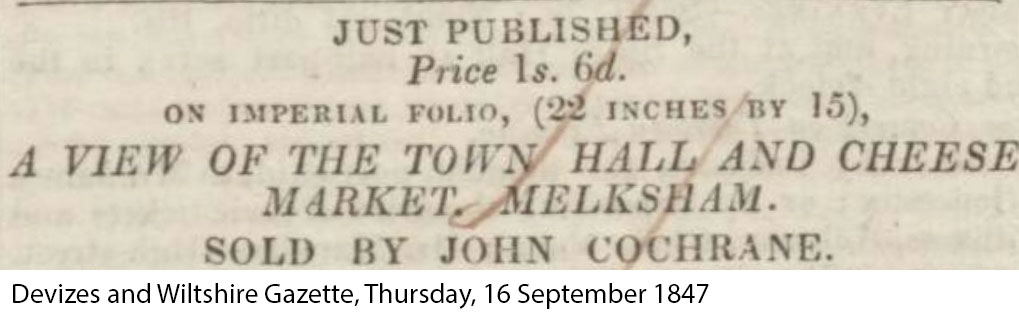 JUST PUBLISHED,
Price 1s. 6d.
ON IMPERIAL FOLIO, (22 INCHES BY 15),
A VIEW OF THE TOWN HALL AND CHEESE
MARKET, MELKSHAM.
SOLD BY JOHN COCHRANE.
Devizes and Wiltshire Gazette, Thursday, 16 September 1847